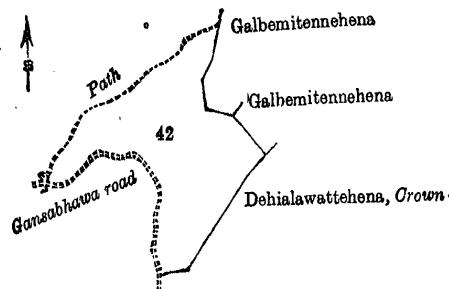 Galbemitennehena
Path
Galbemitennehena
42
Gansabhawa road
Dehialawattehena, Crown